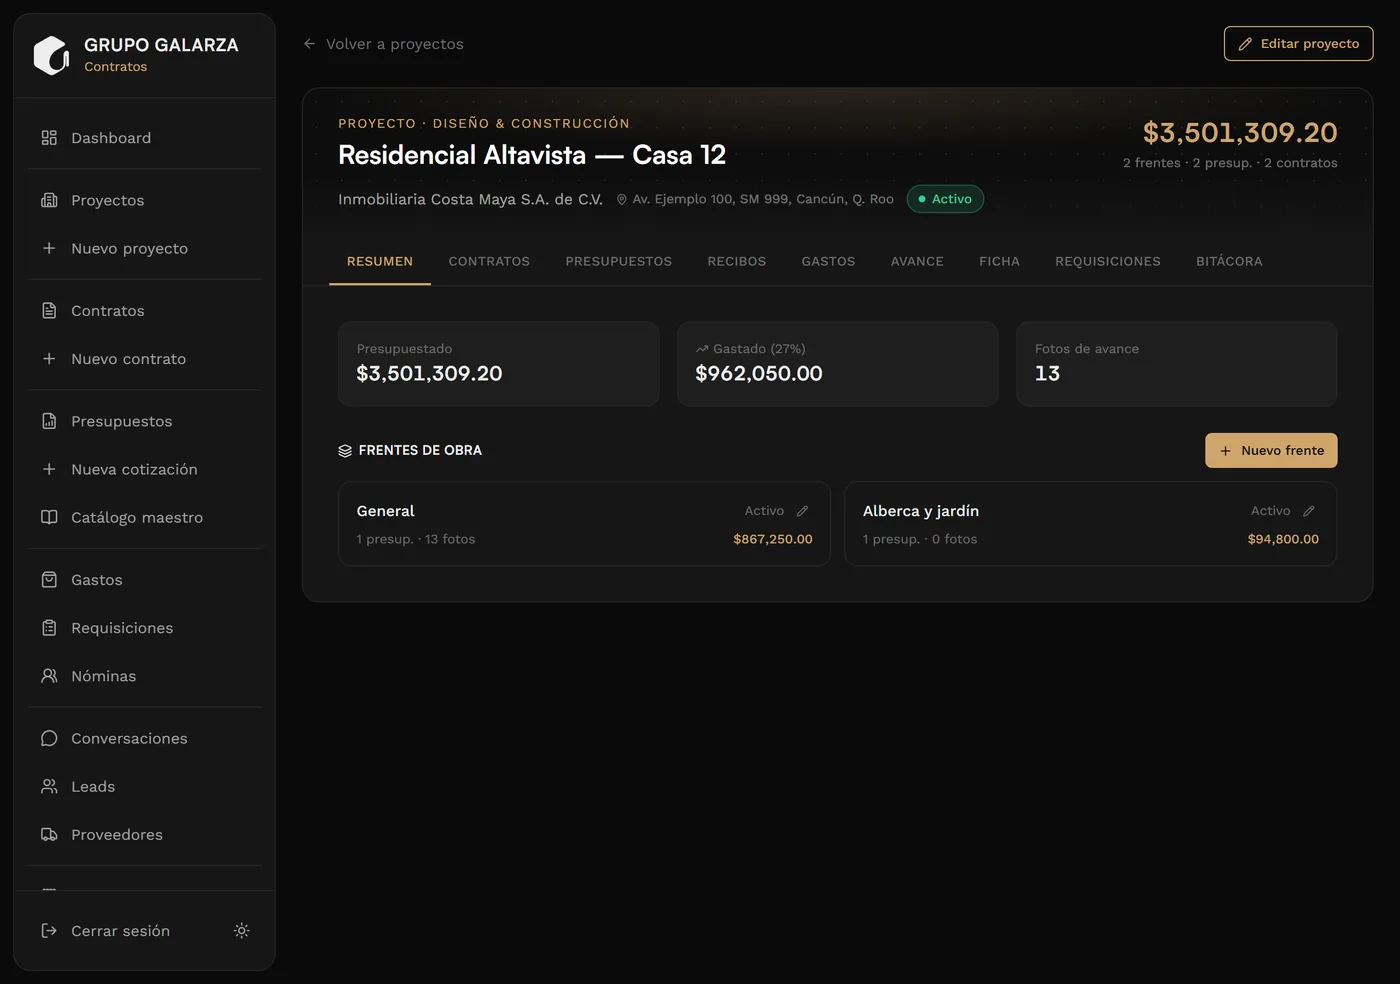 GRUPO GALARZA
Contratos
Dashboard
Proyectos
Nuevo proyecto
Contratos
Nuevo contrato
Presupuestos
Nueva cotización
Catálogo maestro
Gastos
Requisiciones
Nóminas
Conversaciones
Leads
Proveedores
Cerrar sesión
Volver a proyectos
Editar proyecto
PROYECTO · DISEÑO & CONSTRUCCIÓN
Residencial Altavista — Casa 12
$3,501,309.20
2 frentes · 2 presup. · 2 contratos
Inmobiliaria Costa Maya S.A. de C.V. Av. Ejemplo 100, SM 999, Cancún, Q. Roo Activo
RESUMEN CONTRATOS PRESUPUESTOS RECIBOS GASTOS AVANCE FICHA REQUISICIONES BITÁCORA
Presupuestado
$3,501,309.20
Gastado (27%)
$962,050.00
Fotos de avance
13
FRENTES DE OBRA
Nuevo frente
General Activo
1 presup. · 13 fotos $867,250.00
Alberca y jardín Activo
1 presup. · 0 fotos $94,800.00